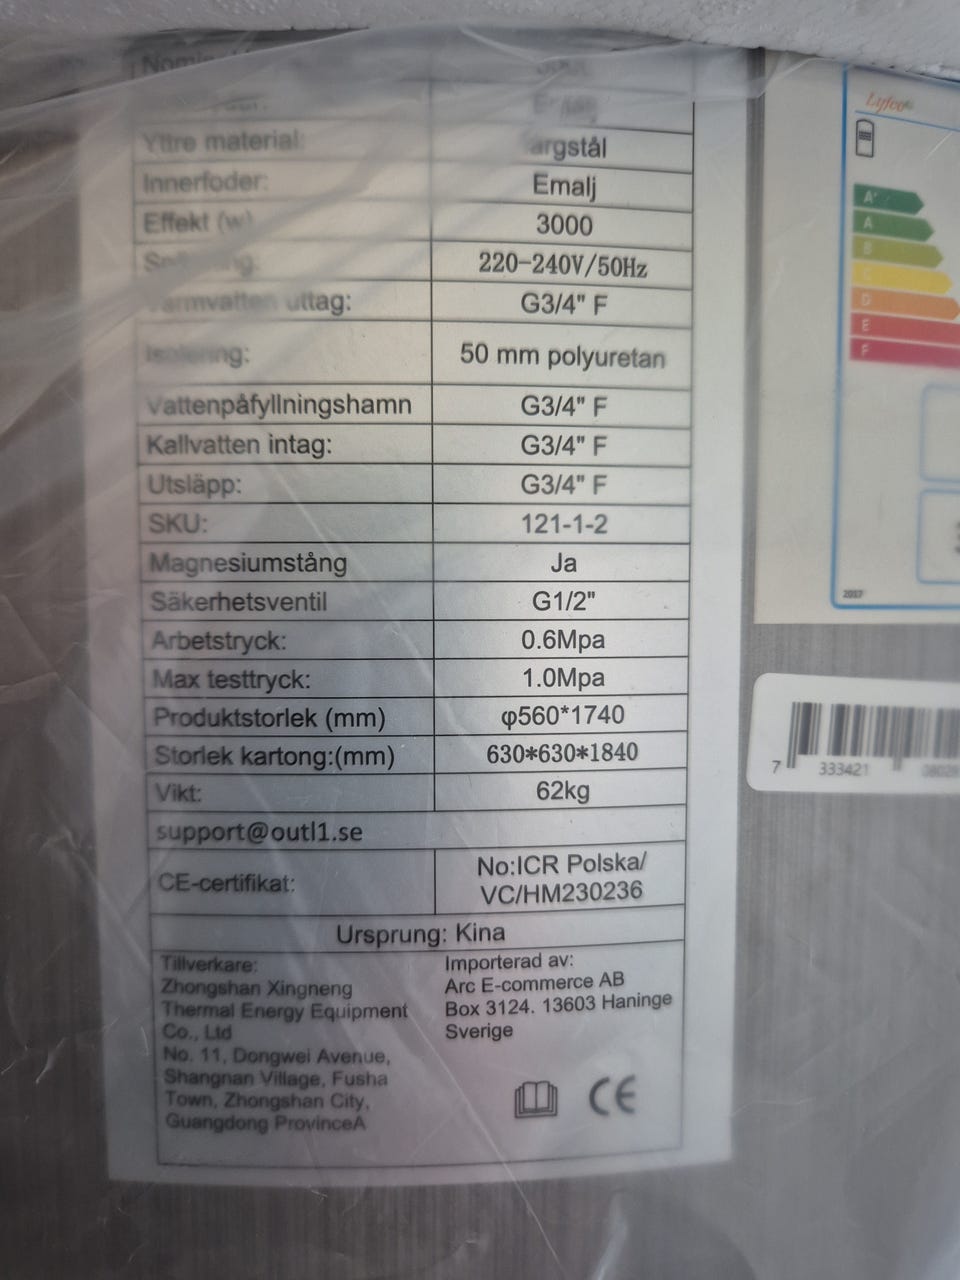 Yttre material: argstål
Innerfoder: Emalj
Effekt (w) 3000
220-240V/50Hz
Varmvatten uttag: G3/4" F
Isolering: 50 mm polyuretan
Vattenpåfyllningshamn G3/4" F
Kallvatten intag: G3/4" F
Utsläpp: G3/4" F
SKU: 121-1-2
Magnesiumstång Ja
Säkerhetsventil G1/2"
Arbetstryck: 0.6Mpa
Max testtryck: 1.0Mpa
Produktstorlek (mm) φ560*1740
Storlek kartong:(mm) 630*630*1840
Vikt: 62kg
support@outl1.se
CE-certifikat: No:ICR Polska/
VC/HM230236
Ursprung: Kina
Tillverkare:
Zhongshan Xingneng
Thermal Energy Equipment
Co., Ltd
No. 11, Dongwei Avenue,
Shangnan Village, Fusha
Town, Zhongshan City,
Guangdong ProvinceA
Importerad av:
Arc E-commerce AB
Box 3124. 13603 Haninge
Sverige
CE
Lyfco
A+
A
B
C
D
E
F
2017
7 333421